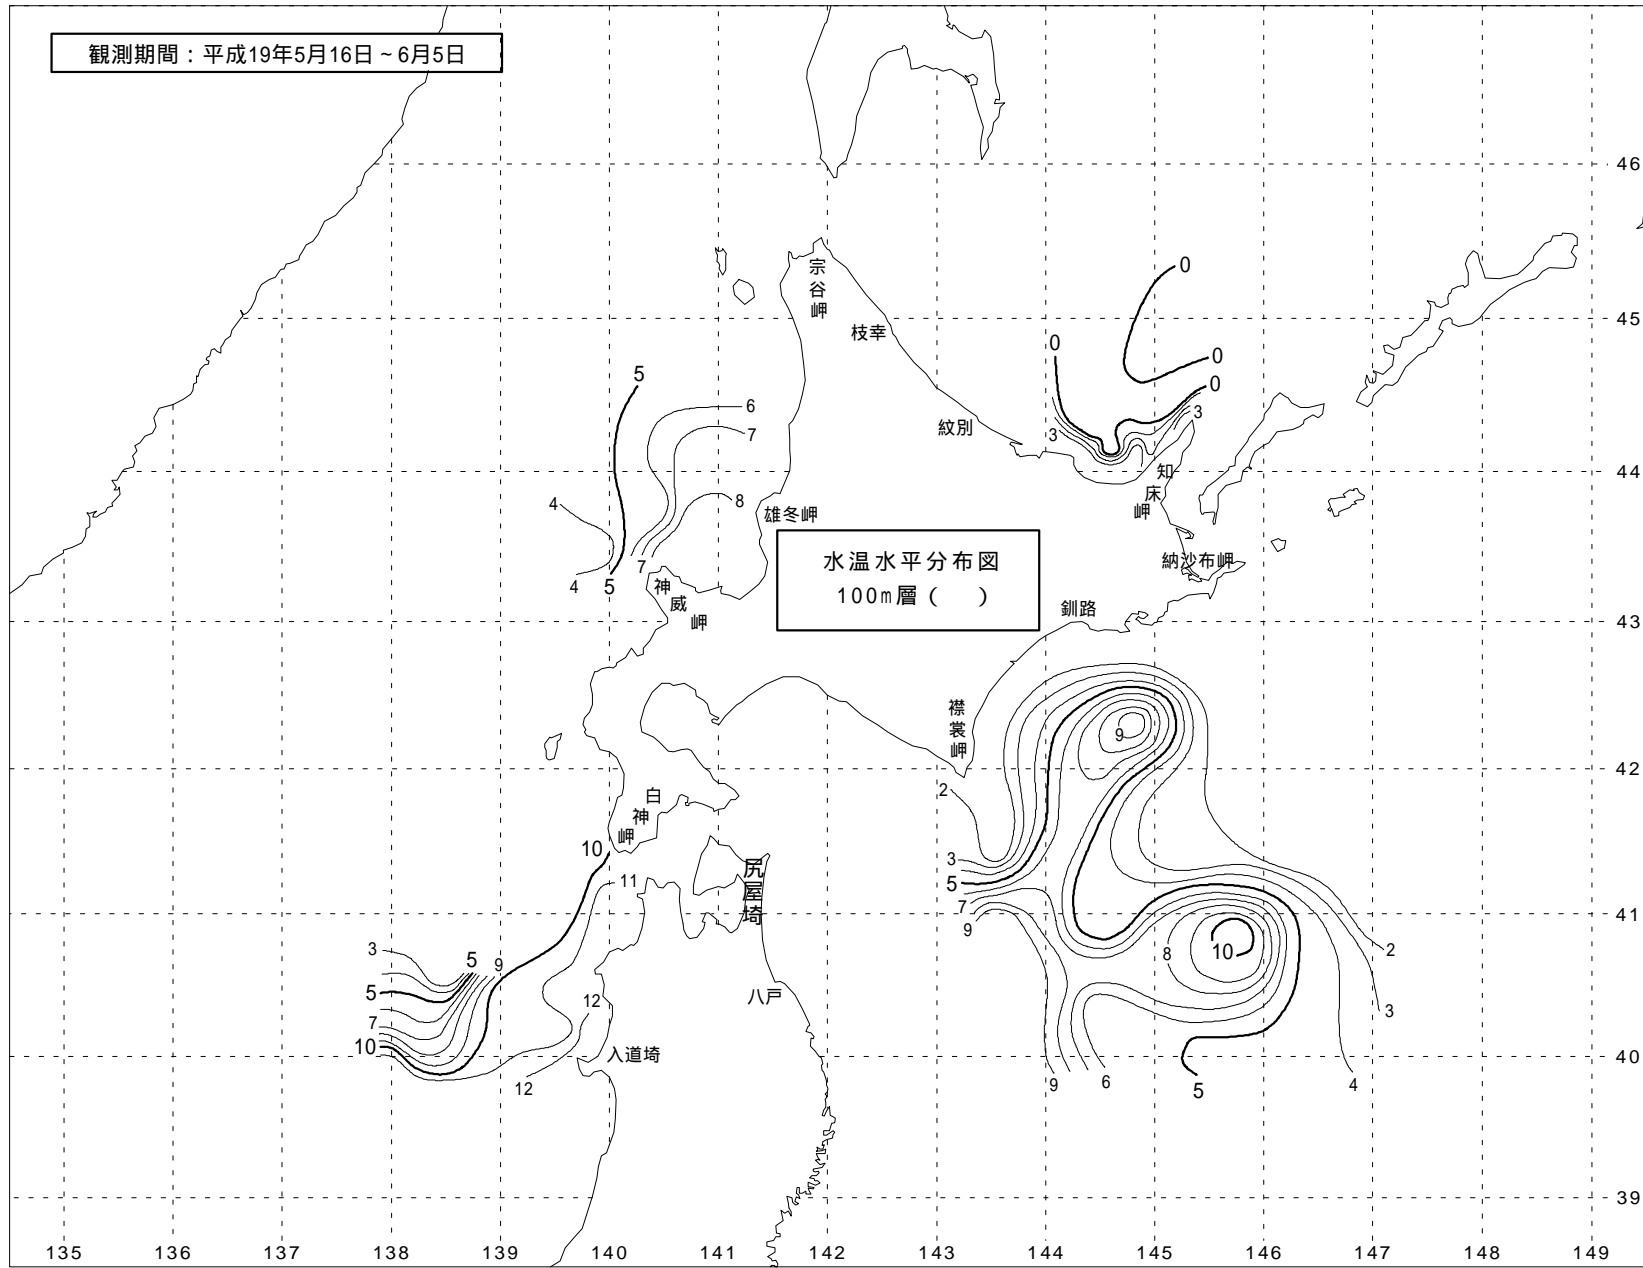 観測期間：平成19年5月16日～6月5日
46
宗谷岬
0
45
枝幸
0
0
5
0
6
3
紋別
7
3
44
知床岬
4
8
雄冬岬
水温水平分布図
100m層（　）
納沙布岬
7
4
5
神威岬
釧路
43
襟裳岬
9
42
2
白神岬
10
3
尻屋埼
11
5
7
41
9
3
2
5
9
8
10
5
12
八戸
3
7
10
入道埼
40
12
9
6
4
5
39
135 136 137 138 139 140 141 142 143 144 145 146 147 148 149